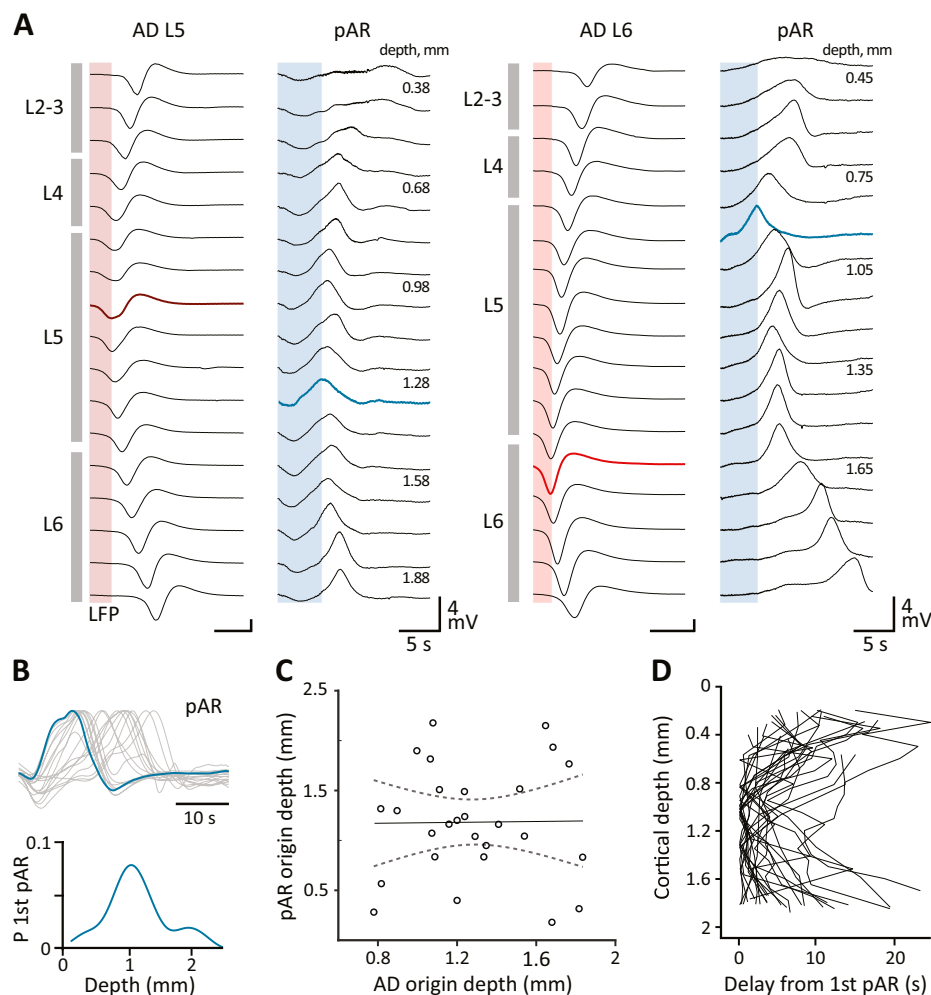 A
AD L5
pAR
AD L6
pAR
depth, mm
depth, mm
L2-3
L4
L5
L6
0.38
0.68
0.98
1.28
1.58
1.88
LFP
4
mV
5 s
L2-3
L4
L5
L6
0.45
0.75
1.05
1.35
1.65
4
mV
5 s
B
pAR
10 s
P 1st pAR
0.1
0
0
1
2
Depth (mm)
C
pAR origin depth (mm)
2.5
1.5
0.5
0.8
1.2
1.6
2
AD origin depth (mm)
D
Cortical depth (mm)
0
0.4
0.8
1.2
1.6
2
0
10
20
Delay from 1st pAR (s)